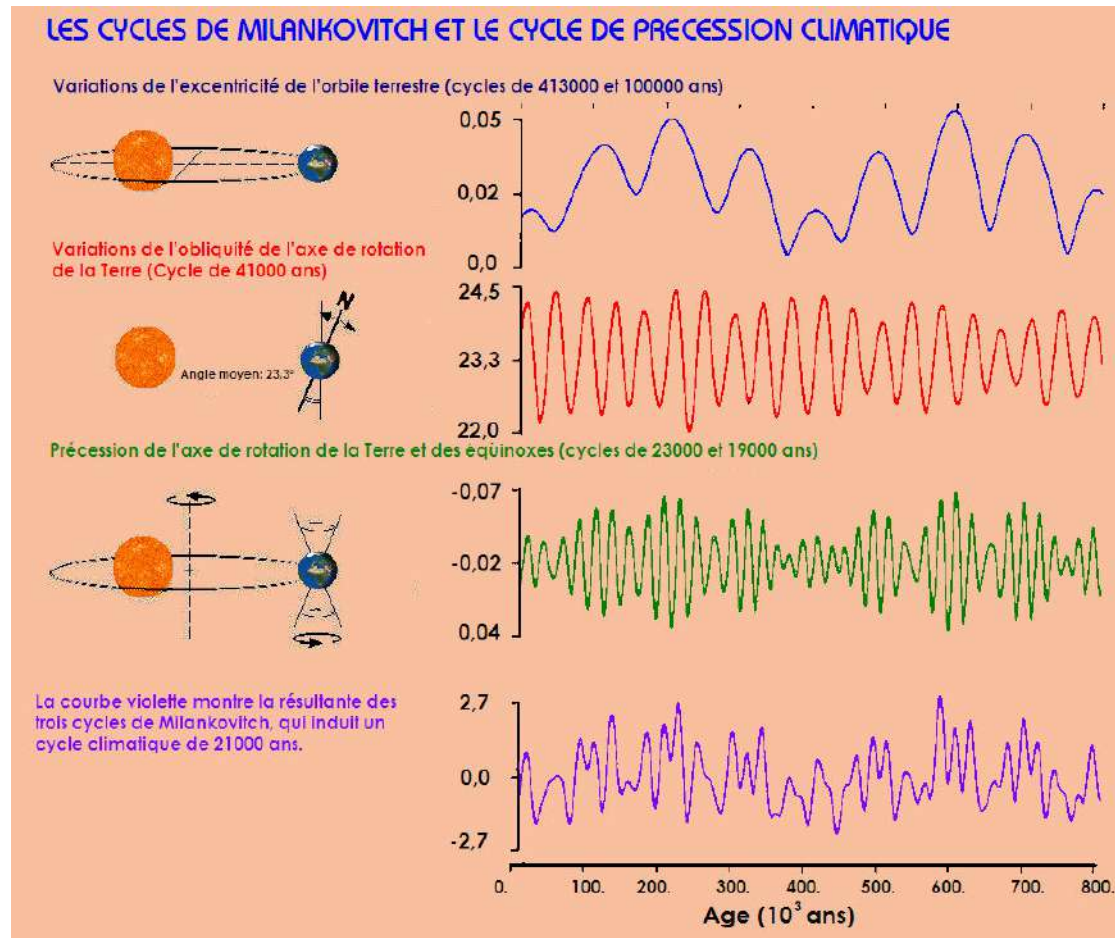 LES CYCLES DE MILANKOVITCH ET LE CYCLE DE PRECESSION CLIMATIQUE
Variations de l'excentricité de l'orbite terrestre (cycles de 413000 et 100000 ans)
0,05
0,02
0,0
Variations de l'obliquité de l'axe de rotation
de la Terre (Cycle de 41000 ans)
N
Angle moyen: 23,3°
24,5
23,3
22,0
Précession de l'axe de rotation de la Terre et des équinoxes (cycles de 23000 et 19000 ans)
-0,07
-0,02
0,04
La courbe violette montre la résultante des
trois cycles de Milankovitch, qui induit un
cycle climatique de 21000 ans.
2,7
0,0
-2,7
0. 100. 200. 300. 400. 500. 600. 700. 800.
Age (10³ ans)